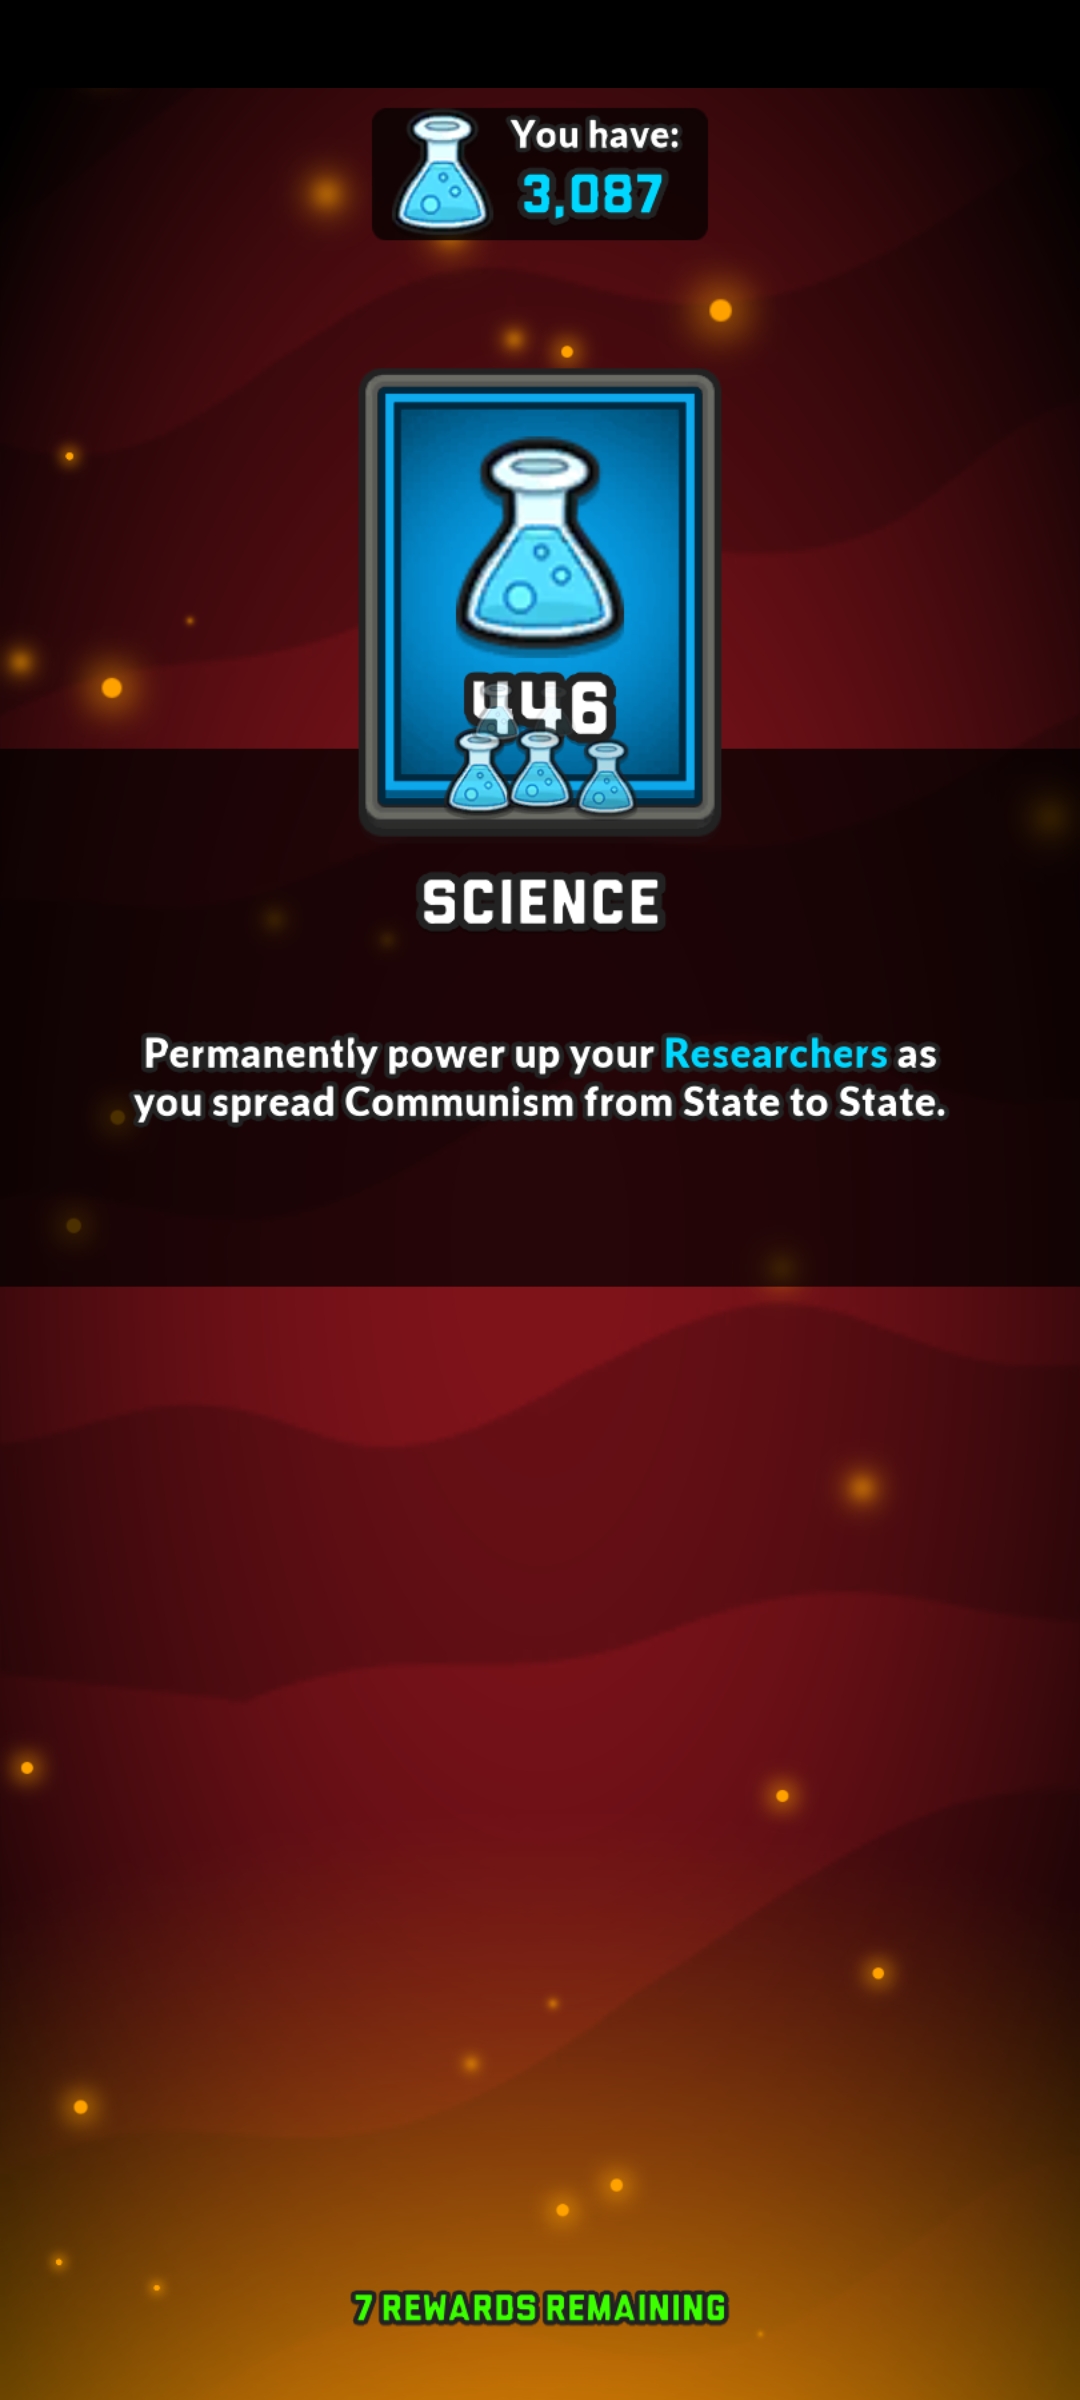 You have:
3,087
446
SCIENCE
Permanently power up your Researchers as
you spread Communism from State to State.
7 REWARDS REMAINING